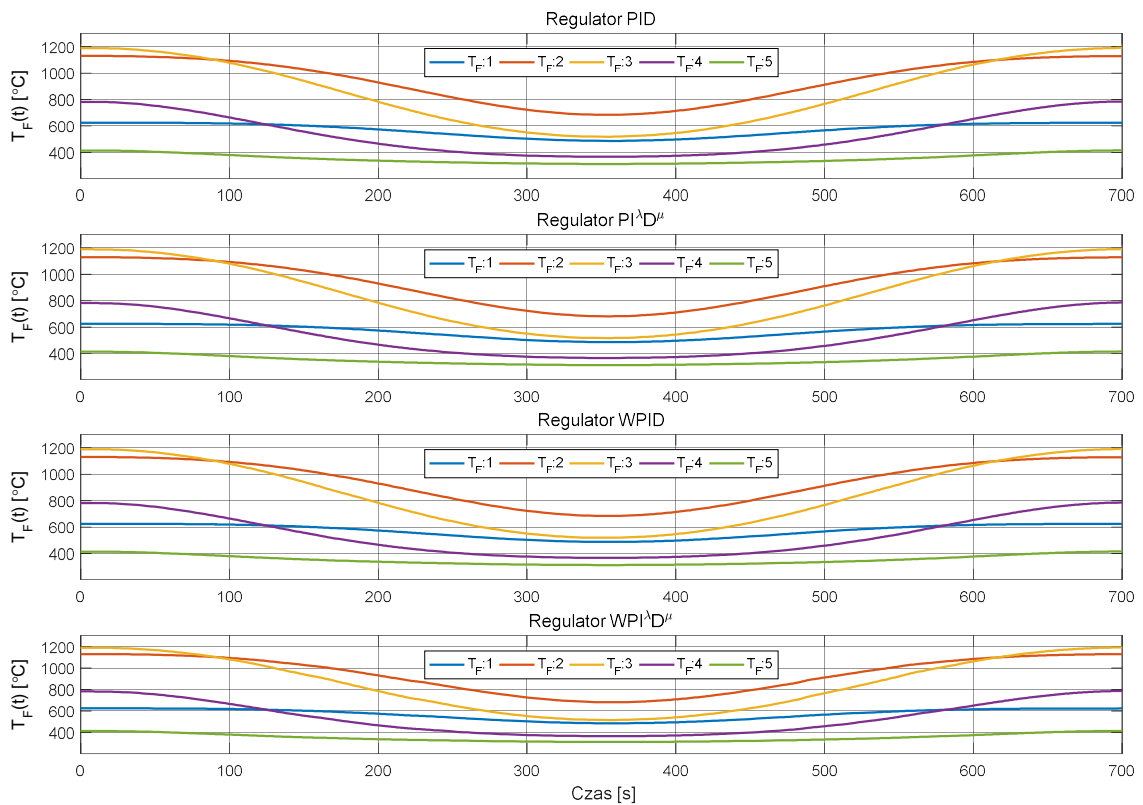 Regulator PID
T_F:1 T_F:2 T_F:3 T_F:4 T_F:5
T_F(t) [°C]
1200
1000
800
600
400
0 100 200 300 400 500 600 700
Regulator PI^λD^μ
T_F:1 T_F:2 T_F:3 T_F:4 T_F:5
T_F(t) [°C]
1200
1000
800
600
400
0 100 200 300 400 500 600 700
Regulator WPID
T_F:1 T_F:2 T_F:3 T_F:4 T_F:5
T_F(t) [°C]
1200
1000
800
600
400
0 100 200 300 400 500 600 700
Regulator WPI^λD^μ
T_F:1 T_F:2 T_F:3 T_F:4 T_F:5
T_F(t) [°C]
1200
1000
800
600
400
0 100 200 300 400 500 600 700
Czas [s]